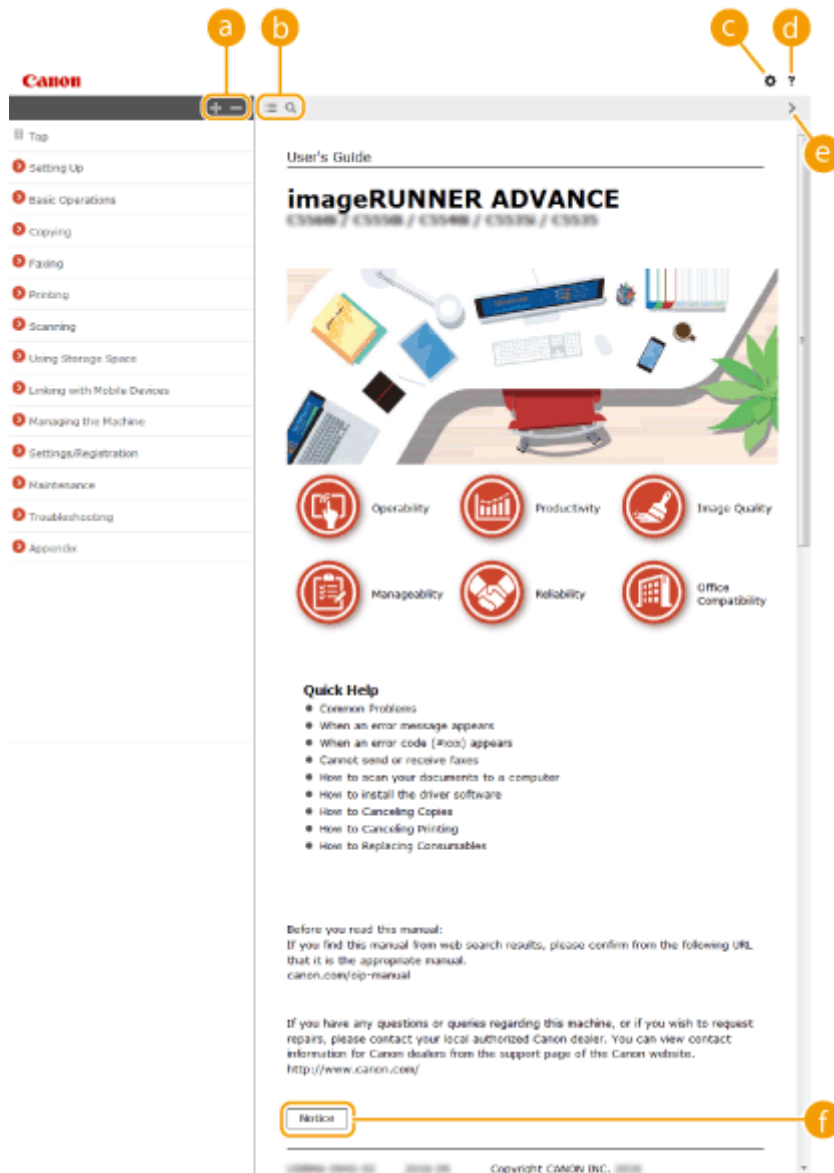 a b c d
Canon
?
e
Top
Setting Up
Basic Operations
Copying
Faxing
Printing
Scanning
Using Storage Space
Linking with Mobile Devices
Managing the Machine
Settings/Registration
Maintenance
Troubleshooting
Appendix
User's Guide
imageRUNNER ADVANCE
C5560i / C5550i / C5540i / C5535i / C5535
Operability
Productivity
Image Quality
Manageablity
Reliability
Office
Compatibility
Quick Help
Common Problems
When an error message appears
When an error code (#xxx) appears
Cannot send or receive faxes
How to scan your documents to a computer
How to install the driver software
How to Canceling Copies
How to Canceling Printing
How to Replacing Consumables
Before you read this manual:
If you find this manual from web search results, please confirm from the following URL
that it is the appropriate manual.
canon.com/oip-manual
If you have any questions or queries regarding this machine, or if you wish to request
repairs, please contact your local authorized Canon dealer. You can view contact
information for Canon dealers from the support page of the Canon website.
http://www.canon.com/
Notice
f
Copyright CANON INC.